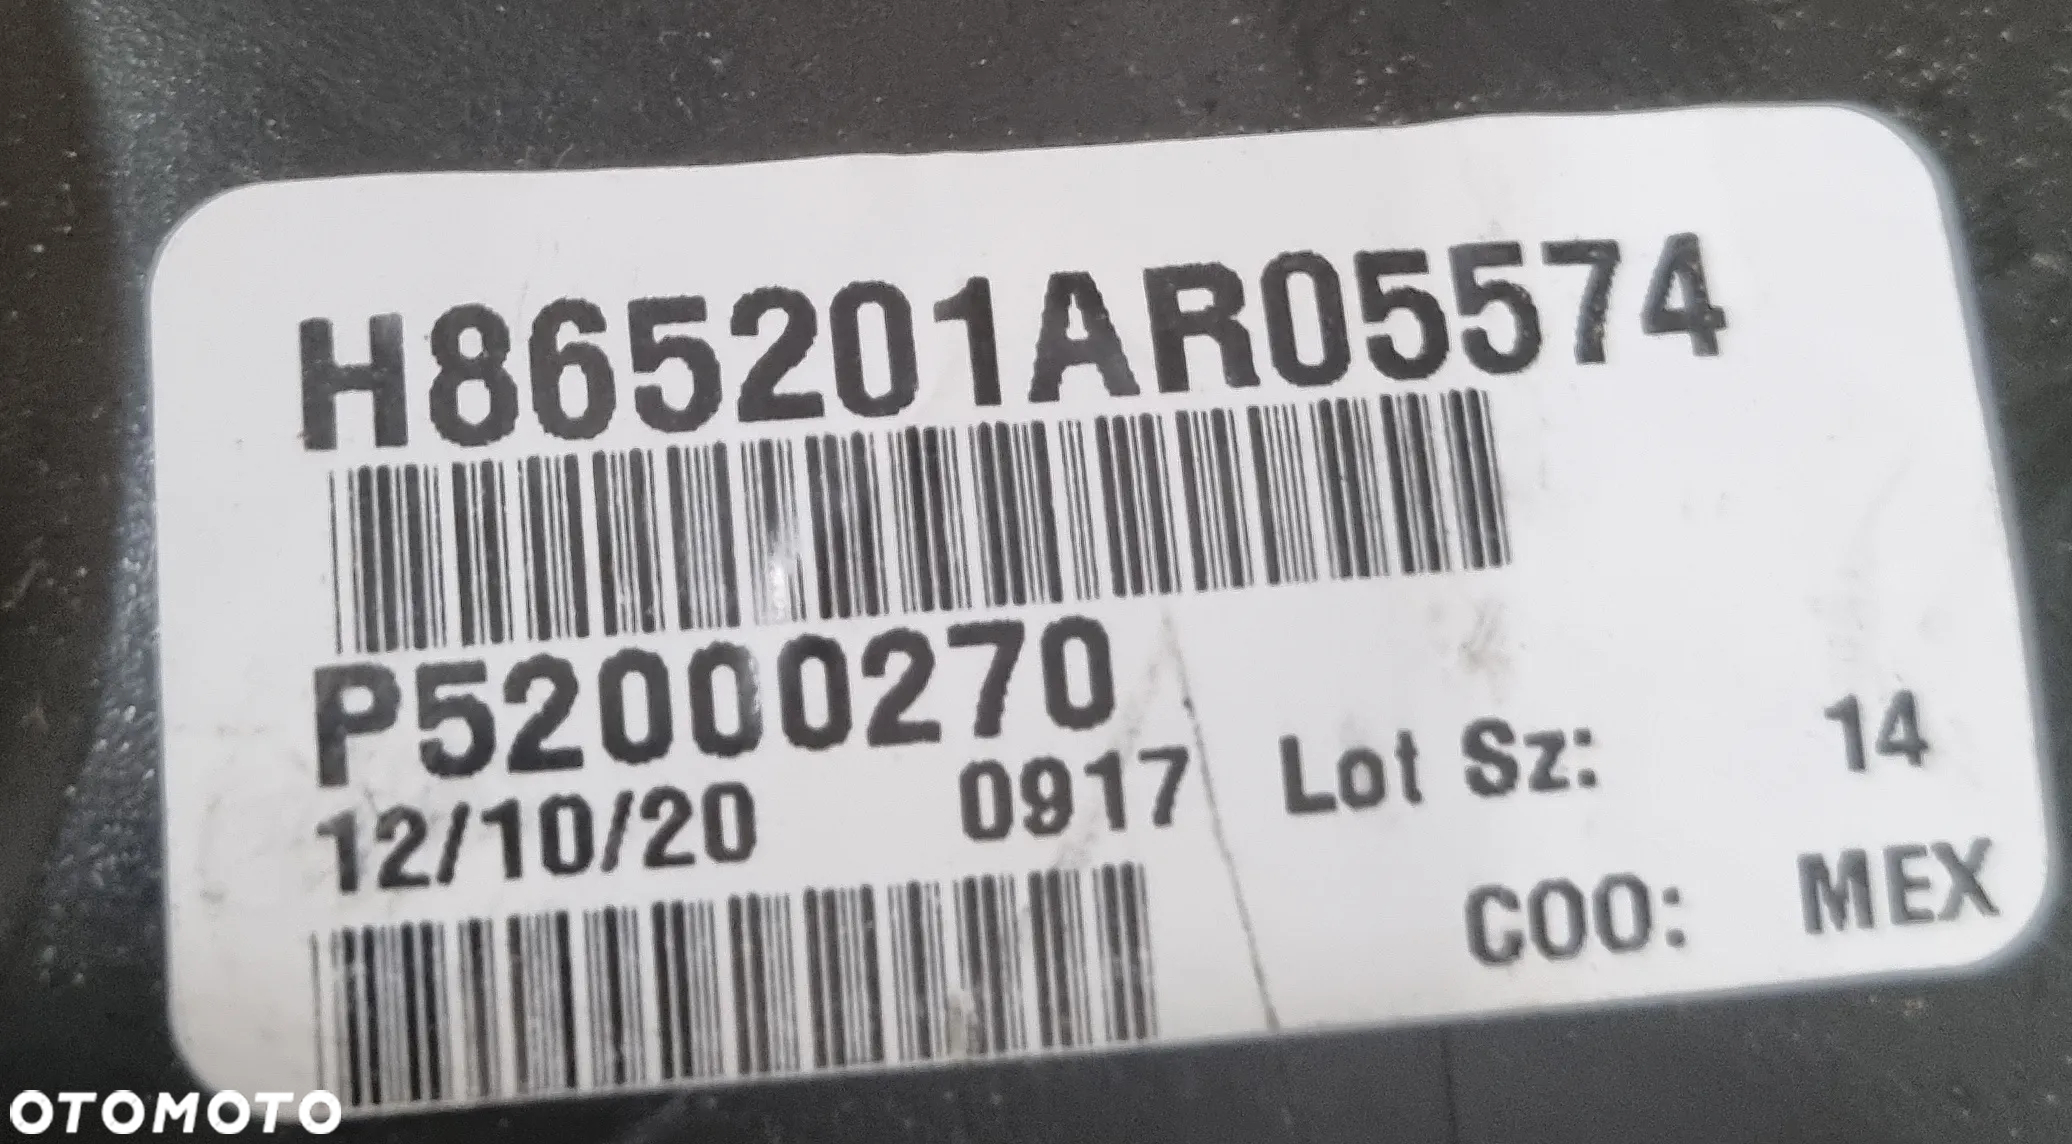 H865201AR05574
P52000270
12/10/20 0917 Lot Sz: 14
COO: MEX
OTOMOTO